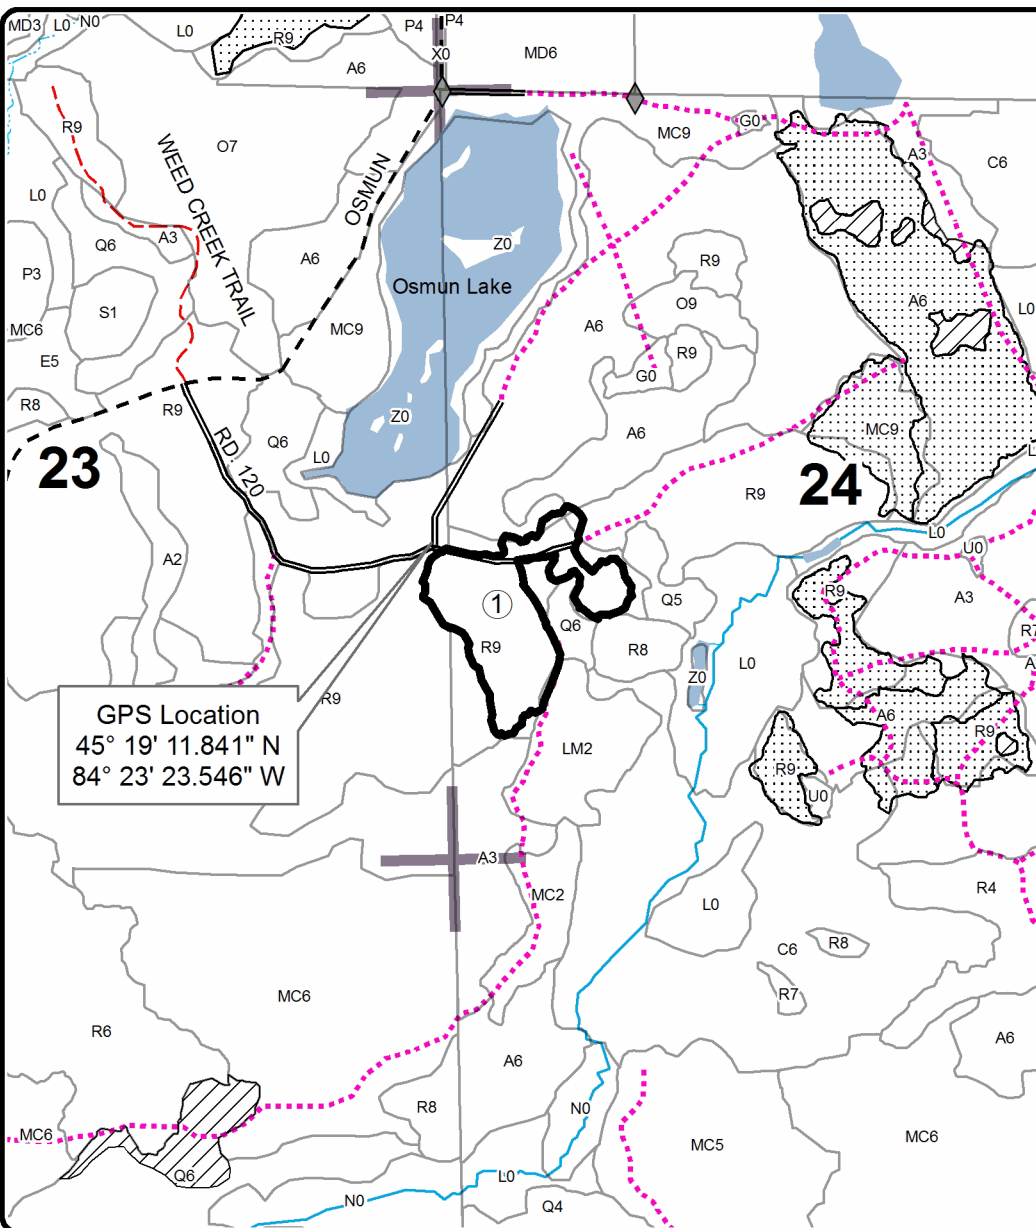 MD3
L0
N0
L0
R9
P4
P4
X0
MD6
A6
R9
O7
WEED CREEK TRAIL
OSMUN
MC9
G0
A3
C6
L0
Q6
A3
A6
Z0
R9
P3
S1
Osmun Lake
O9
A6
L0
MC6
MC9
A6
R9
E5
G0
R8
R9
Z0
Q6
A6
MC9
23
L0
RD. 120
R9
24
L0
A2
U0
R9
A3
1
Q5
Q6
R7
R9
R8
L0
Z0
A
R9
GPS Location
45° 19' 11.841" N
84° 23' 23.546" W
A6
R9
LM2
R9
U0
A3
MC2
R4
L0
C6
R8
R7
MC6
R6
A6
A6
R8
N0
MC6
MC5
MC6
Q6
L0
N0
Q4